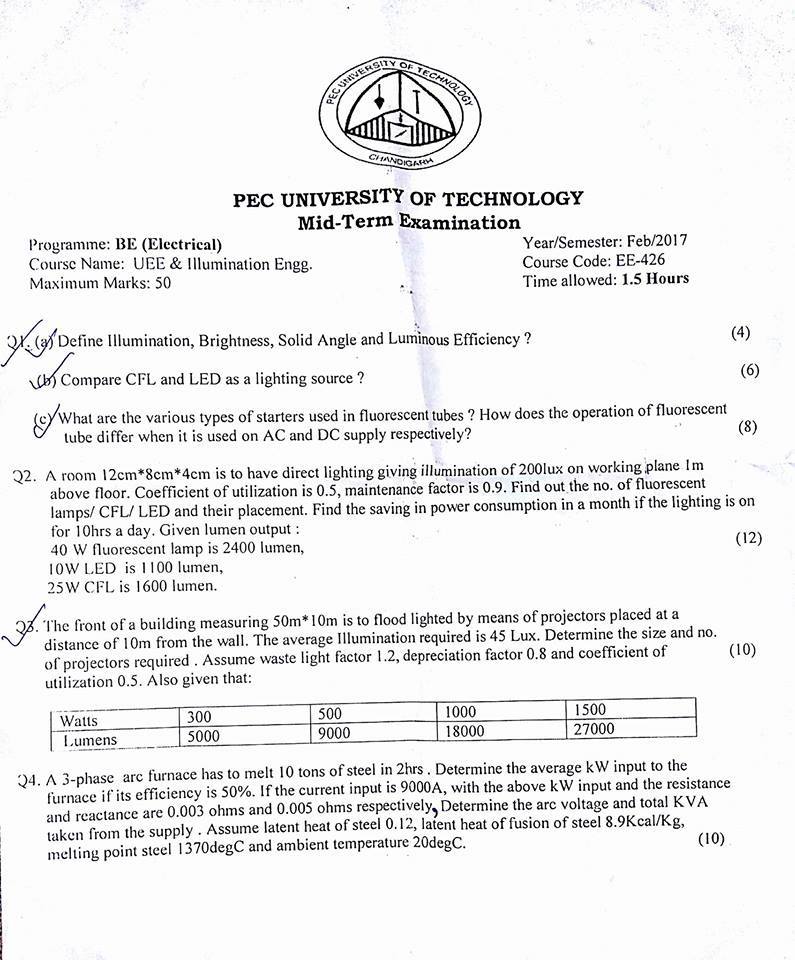 PEC UNIVERSITY OF TECHNOLOGY
CHANDIGARH
PEC UNIVERSITY OF TECHNOLOGY
Mid-Term Examination
Programme: BE (Electrical)
Year/Semester: Feb/2017
Course Name: UEE & Illumination Engg.
Course Code: EE-426
Maximum Marks: 50
Time allowed: 1.5 Hours
Q1. (a) Define Illumination, Brightness, Solid Angle and Luminous Efficiency ? (4)
(b) Compare CFL and LED as a lighting source ? (6)
(c) What are the various types of starters used in fluorescent tubes ? How does the operation of fluorescent
tube differ when it is used on AC and DC supply respectively? (8)
Q2. A room 12cm*8cm*4cm is to have direct lighting giving illumination of 200lux on working plane 1m
above floor. Coefficient of utilization is 0.5, maintenance factor is 0.9. Find out the no. of fluorescent
lamps/ CFL/ LED and their placement. Find the saving in power consumption in a month if the lighting is on
for 10hrs a day. Given lumen output : (12)
40 W fluorescent lamp is 2400 lumen,
10W LED is 1100 lumen,
25W CFL is 1600 lumen.
Q3. The front of a building measuring 50m*10m is to flood lighted by means of projectors placed at a
distance of 10m from the wall. The average Illumination required is 45 Lux. Determine the size and no.
of projectors required . Assume waste light factor 1.2, depreciation factor 0.8 and coefficient of (10)
utilization 0.5. Also given that:
Watts 300 500 1000 1500
Lumens 5000 9000 18000 27000
Q4. A 3-phase arc furnace has to melt 10 tons of steel in 2hrs . Determine the average kW input to the
furnace if its efficiency is 50%. If the current input is 9000A, with the above kW input and the resistance
and reactance are 0.003 ohms and 0.005 ohms respectively, Determine the arc voltage and total KVA
taken from the supply . Assume latent heat of steel 0.12, latent heat of fusion of steel 8.9Kcal/Kg,
melting point steel 1370degC and ambient temperature 20degC. (10)